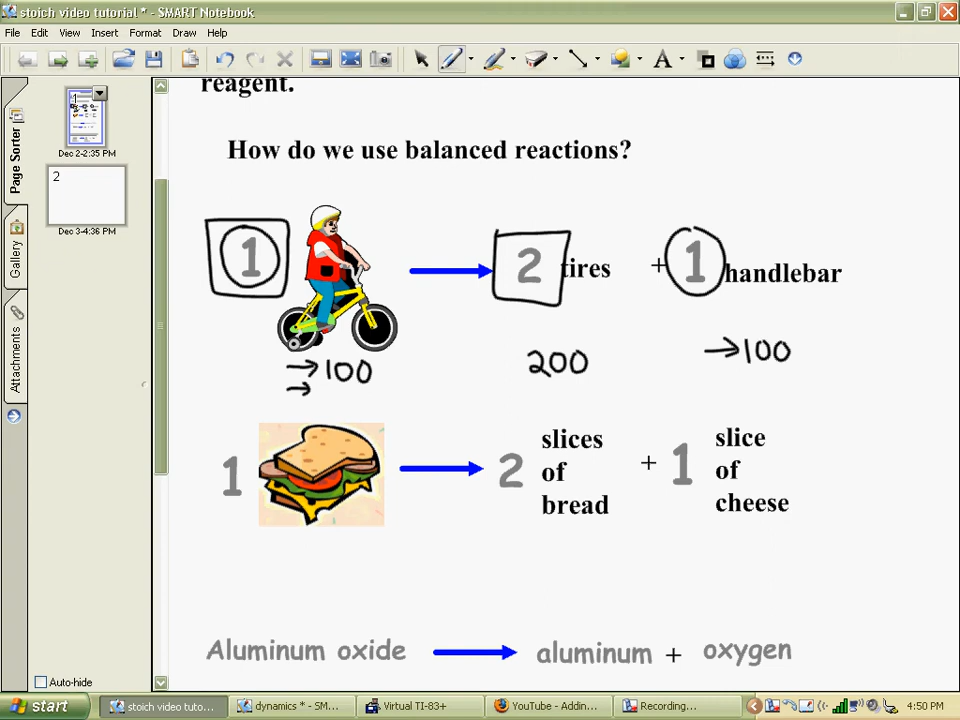 stoich video tutorial * - SMART Notebook
File Edit View Insert Format Draw Help
Page Sorter
Gallery
Attachments
1
Dec 2-2:35 PM
2
Dec 3-4:36 PM
Auto-hide
reagent.
How do we use balanced reactions?
1 2 tires + 1 handlebar
→100 200 →100
→
1 2 slices of bread + 1 slice of cheese
Aluminum oxide aluminum + oxygen
start stoich video tuto... dynamics * - SM... Virtual TI-83+ YouTube - Addin... Recording... 4:50 PM